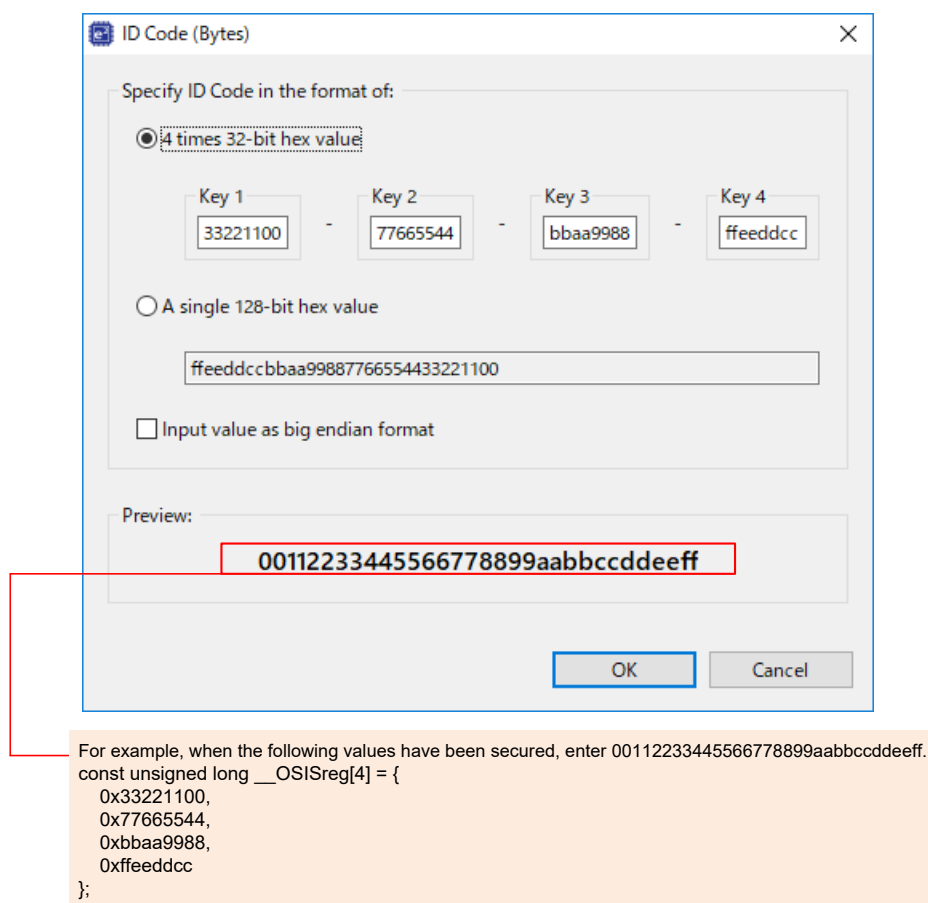 ID Code (Bytes)
Specify ID Code in the format of:
4 times 32-bit hex value
Key 1 Key 2 Key 3 Key 4
33221100 - 77665544 - bbaa9988 - ffeeddcc
A single 128-bit hex value
ffeeddccbbaa99887766554433221100
Input value as big endian format
Preview:
00112233445566778899aabbccddeeff
OK Cancel
For example, when the following values have been secured, enter 00112233445566778899aabbccddeeff.
const unsigned long __OSISreg[4] = {
0x33221100,
0x77665544,
0xbbaa9988,
0xffeeddcc
};